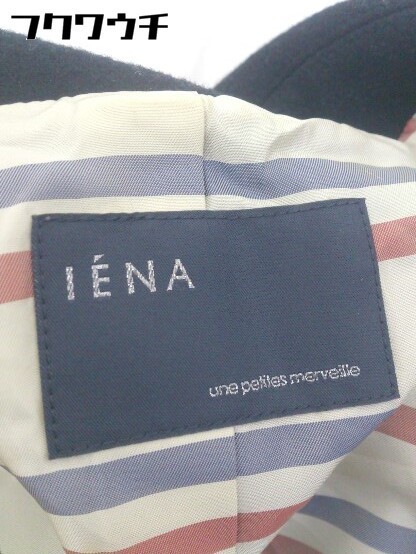 フクワウチ
IÉNA
une petites merveille